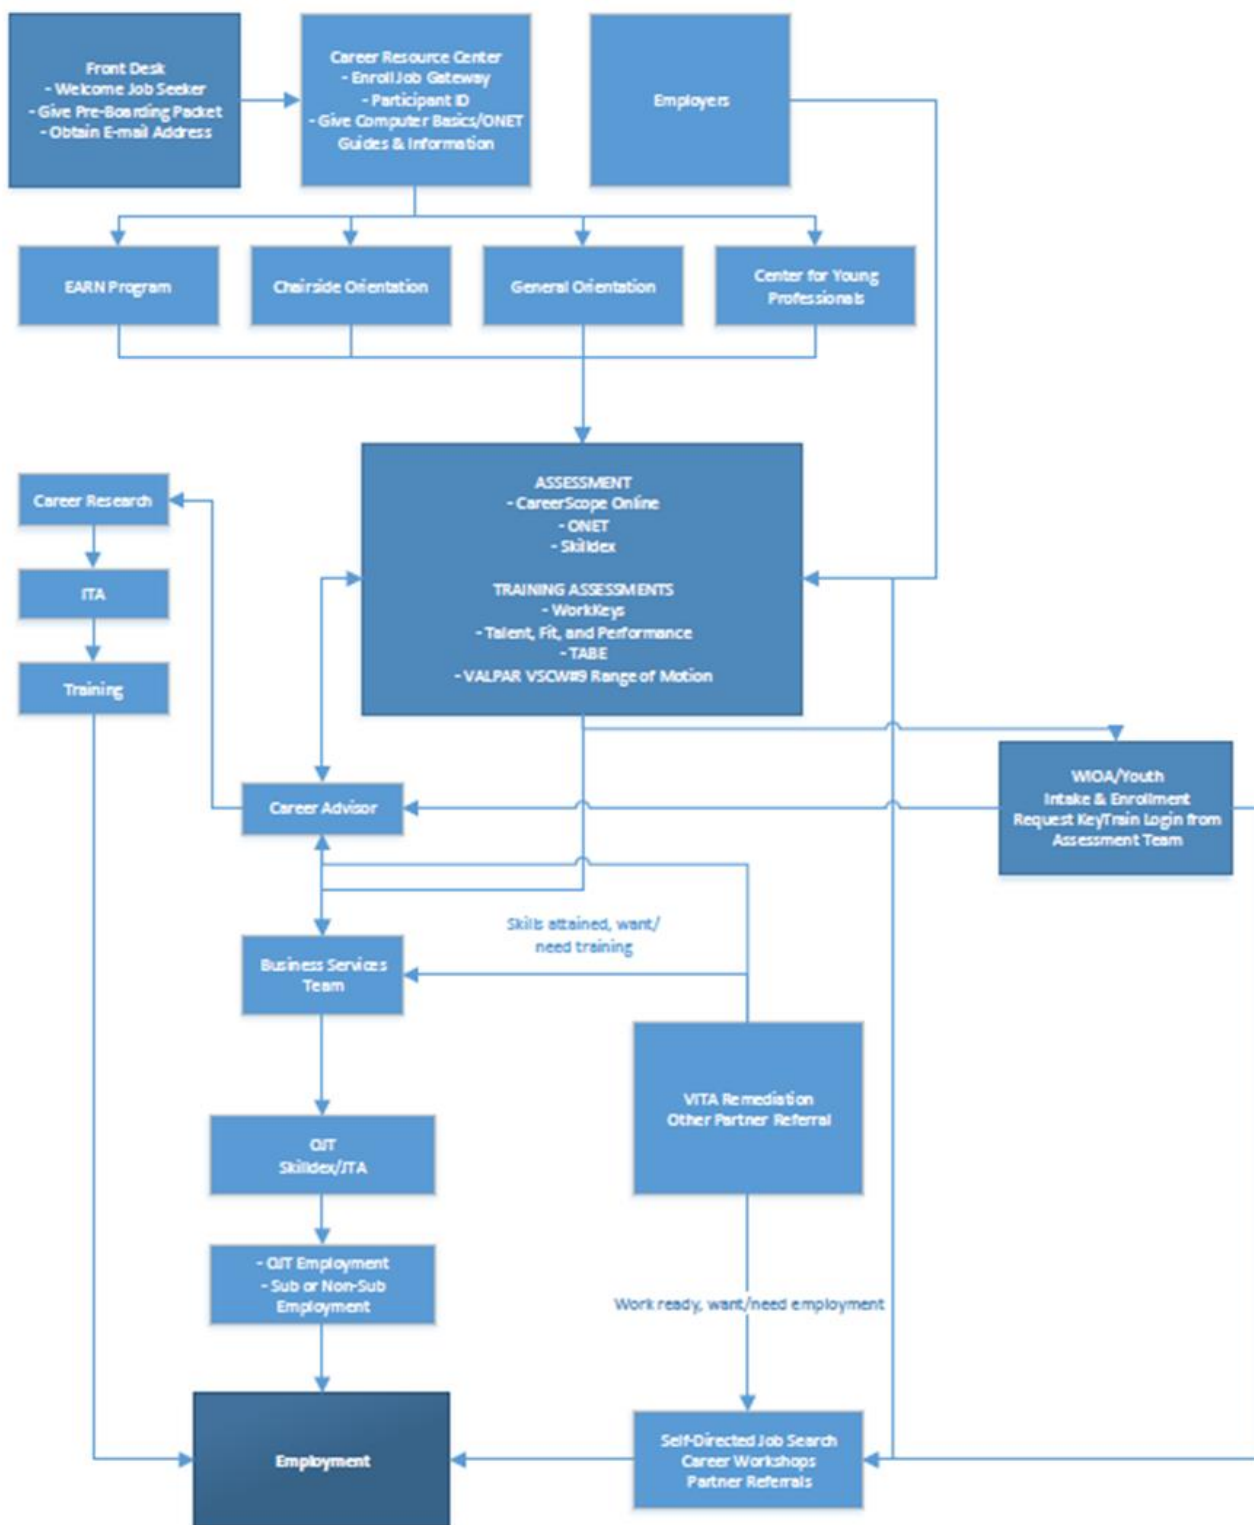 Front Desk
- Welcome Job Seeker
- Give Pre-Boarding Packet
- Obtain E-mail Address
Career Resource Center
- Enroll Job Gateway
- Participant ID
- Give Computer Basics/ONET
Guides & Information
Employers
EARN Program
Chairside Orientation
General Orientation
Center for Young
Professionals
ASSESSMENT
- CareerScope Online
- ONET
- Skilldex
TRAINING ASSESSMENTS
- WorkKeys
- Talent, Fit, and Performance
- TABE
- VALPAR VSCW#9 Range of Motion
Career Research
ITA
Training
Career Advisor
WIOA/Youth
Intake & Enrollment
Request KeyTrain Login from
Assessment Team
Skills attained, want/
need training
Business Services
Team
VITA Remediation
Other Partner Referral
OJT
Skilldex/JTA
- OJT Employment
- Sub or Non-Sub
Employment
Work ready, want/need employment
Employment
Self-Directed Job Search
Career Workshops
Partner Referrals